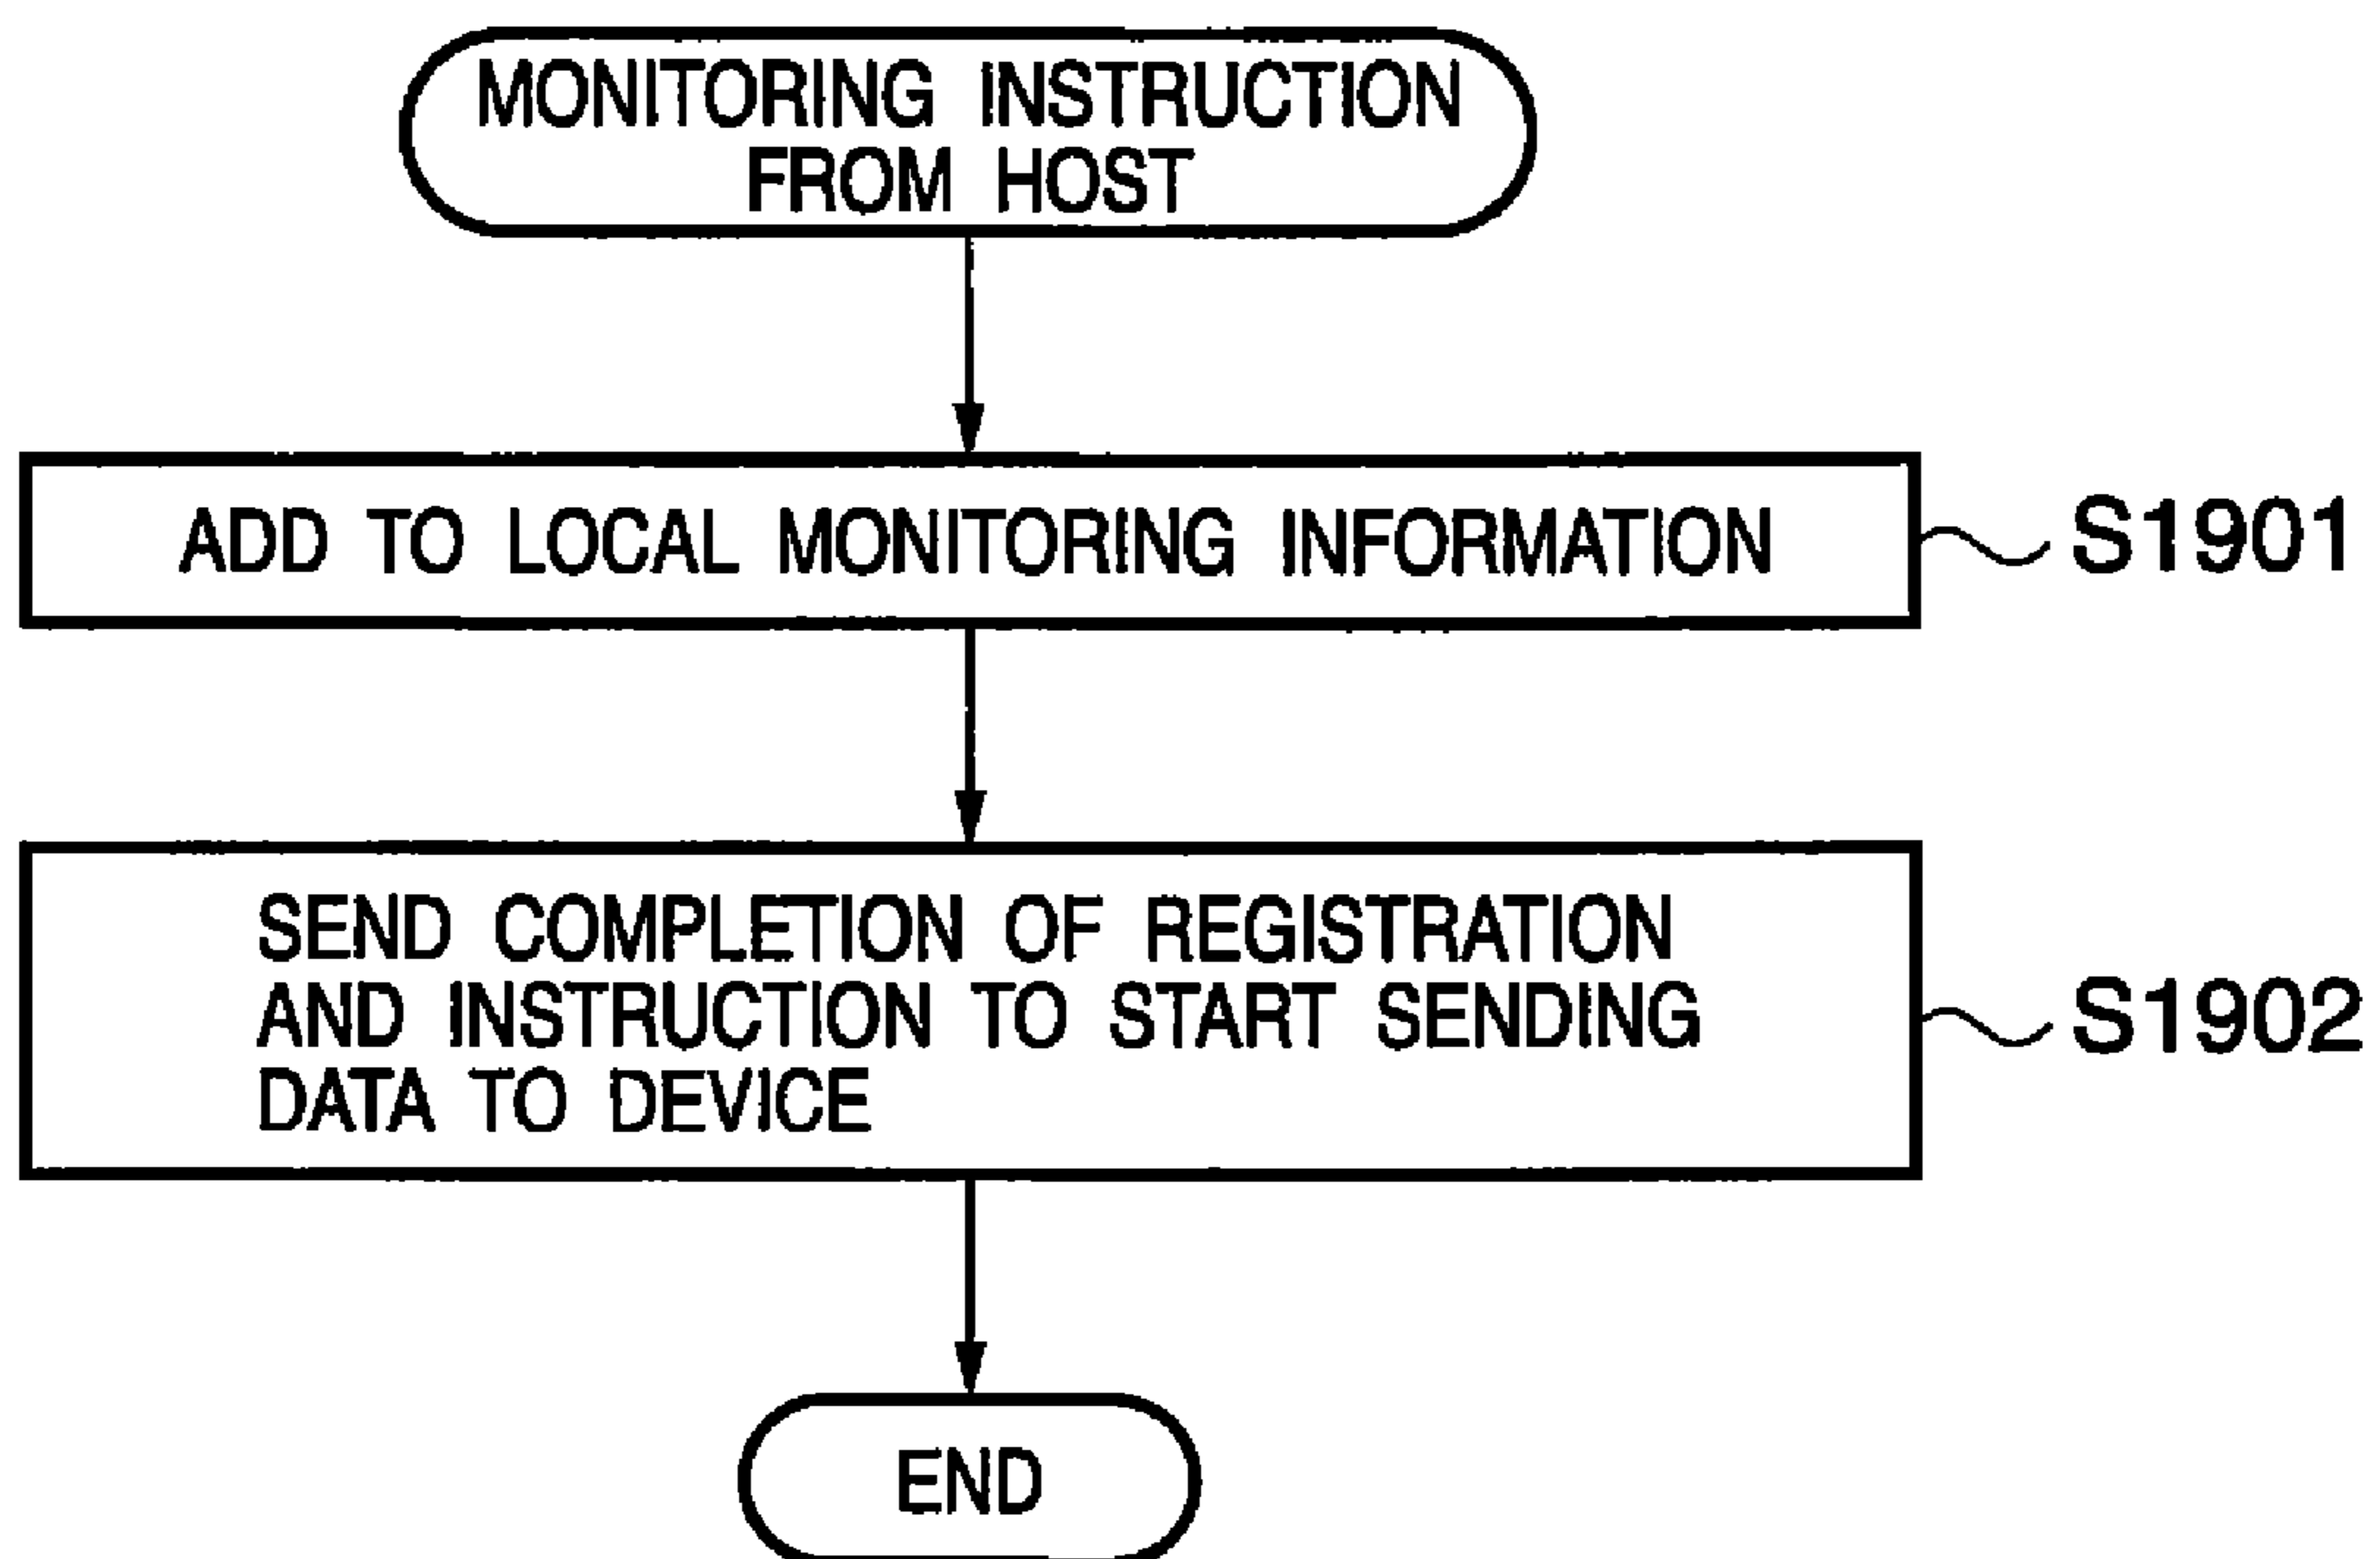 MONITORING INSTRUCTION
FROM HOST
ADD TO LOCAL MONITORING INFORMATION
S1901
SEND COMPLETION OF REGISTRATION
AND INSTRUCTION TO START SENDING
DATA TO DEVICE
S1902
END